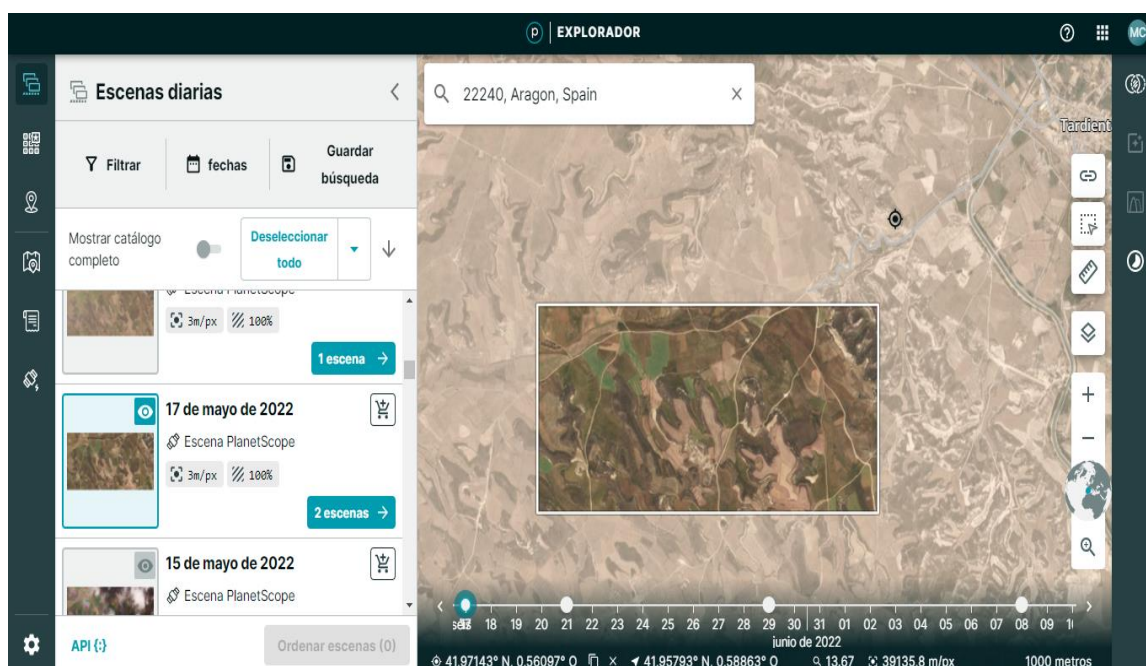 p EXPLORADOR
MC
Escenas diarias
22240, Aragon, Spain
Tardient
Filtrar
fechas
Guardar
búsqueda
Mostrar catálogo
completo
Deseleccionar
todo
Escena PlanetScope
3m/px 100%
1 escena →
17 de mayo de 2022
Escena PlanetScope
3m/px 100%
2 escenas →
15 de mayo de 2022
Escena PlanetScope
API {:}
Ordenar escenas (0)
18 19 20 21 22 23 24 25 26 27 28 29 30 31 01 02 03 04 05 06 07 08 09
junio de 2022
41.97143° N, 0.56097° O
41.95793° N, 0.58863° O
13.67
39135.8 m/px
1000 metros